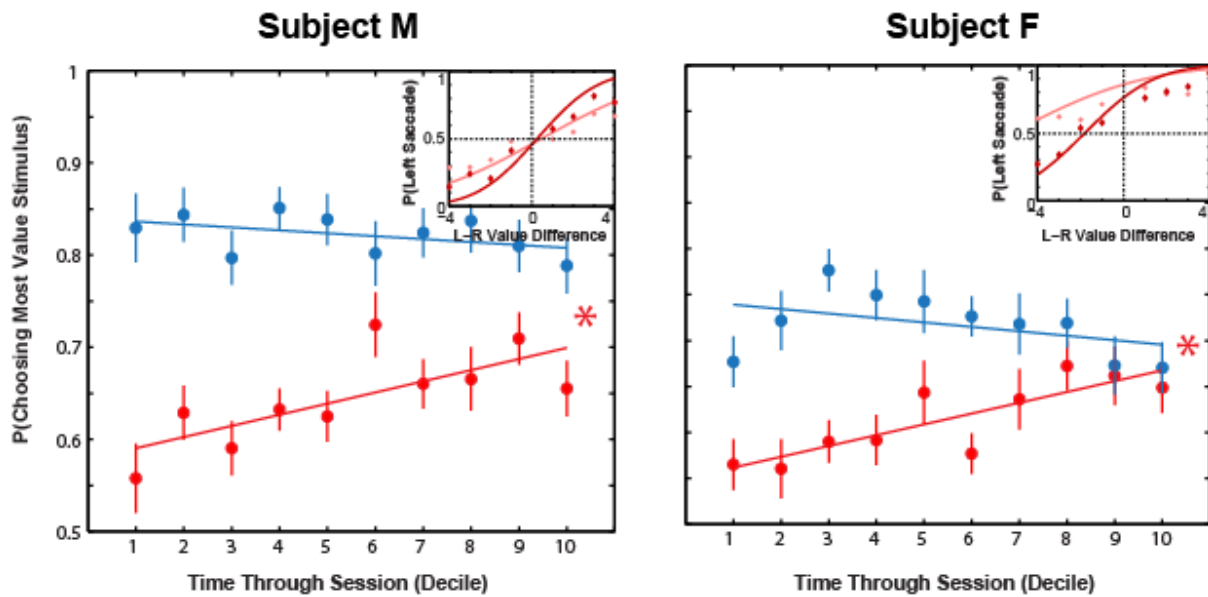 Subject M
Subject F
P(Choosing Most Value Stimulus)
1
0.9
0.8
0.7
0.6
0.5
1 2 3 4 5 6 7 8 9 10
Time Through Session (Decile)
P(Left Saccade)
1
0.5
0
−4 0 4
L−R Value Difference
*
1 2 3 4 5 6 7 8 9 10
Time Through Session (Decile)
P(Left Saccade)
1
0.5
0
−4 0 4
L−R Value Difference
*